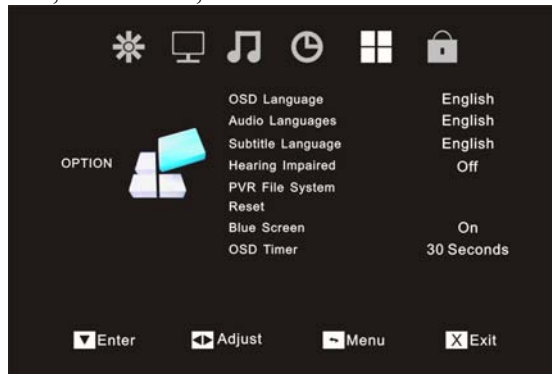 OSD Language English
Audio Languages English
Subtitle Language English
OPTION
Hearing Impaired Off
PVR File System
Reset
Blue Screen On
OSD Timer 30 Seconds
Enter Adjust Menu X Exit